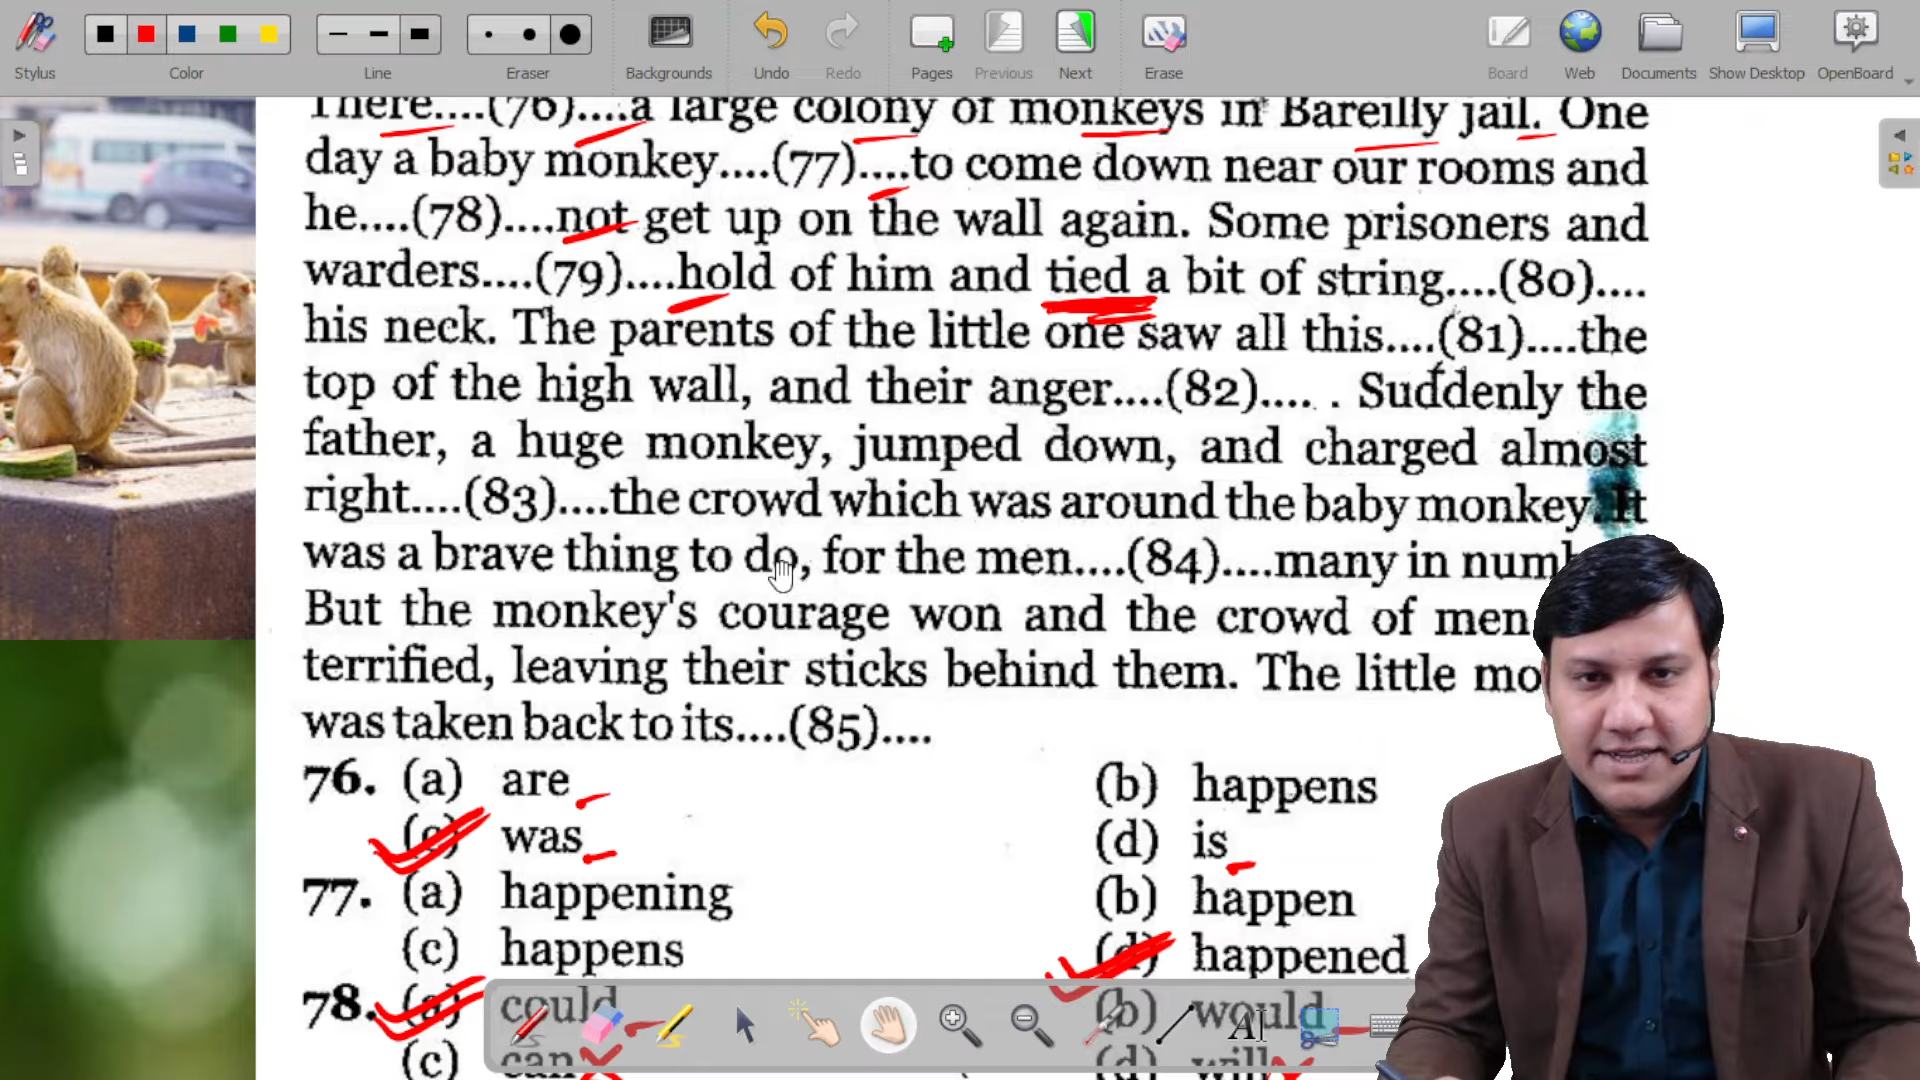 Stylus
Color
Line
Eraser
Backgrounds
Undo
Redo
Pages
Previous
Next
Erase
Board
Web
Documents
Show Desktop
OpenBoard
There....(76)....a large colony of monkeys in Bareilly jail. One
day a baby monkey....(77)....to come down near our rooms and
he....(78)....not get up on the wall again. Some prisoners and
warders....(79)....hold of him and tied a bit of string....(80)....
his neck. The parents of the little one saw all this....(81)....the
top of the high wall, and their anger....(82).... . Suddenly the
father, a huge monkey, jumped down, and charged almost
right....(83)....the crowd which was around the baby monkey. It
was a brave thing to do, for the men....(84)....many in
But the monkey's courage won and the crowd of men
terrified, leaving their sticks behind them. The little
was taken back to its....(85)....
76. (a) are (b) happens
(c) was (d) is
77. (a) happening (b) happen
(c) happens (d) happened
78. (a) could (b) would
(c) can (d) will